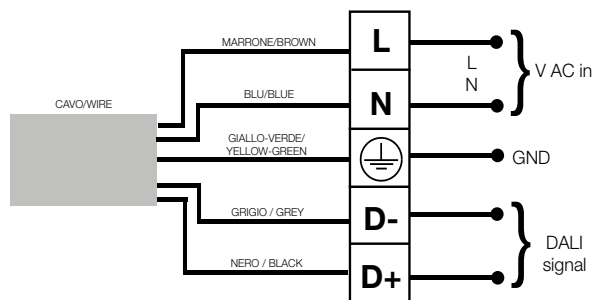 MARRONE/BROWN
L
L
N
V AC in
BLU/BLUE
N
CAVO/WIRE
GIALLO-VERDE/
YELLOW-GREEN
GND
GRIGIO / GREY
D-
DALI
signal
NERO / BLACK
D+